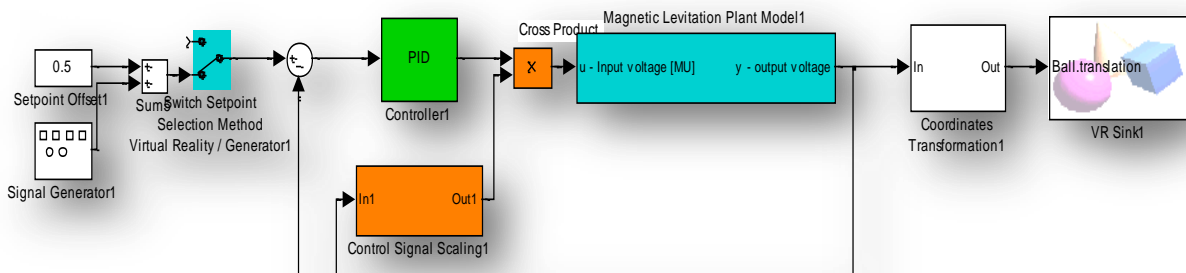 Magnetic Levitation Plant Model1
Cross Product
0.5
Setpoint Offset1
Sum8
Switch Setpoint
Selection Method
Virtual Reality / Generator1
Signal Generator1
PID
Controller1
X
u - Input voltage [MU]
y - output voltage
In
Out
Coordinates
Transformation1
Ball.translation
VR Sink1
In1
Out1
Control Signal Scaling1